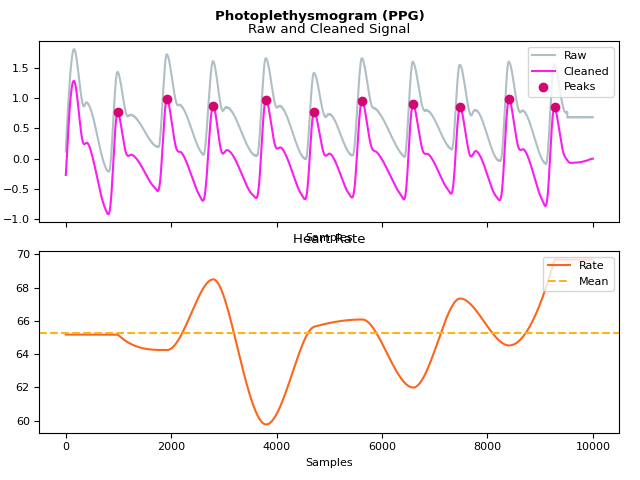 Photoplethysmogram (PPG)
Raw and Cleaned Signal
1.5
1.0
0.5
0.0
−0.5
−1.0
Raw
Cleaned
Peaks
Samples
Heart Rate
70
68
66
64
62
60
Rate
Mean
0 2000 4000 6000 8000 10000
Samples